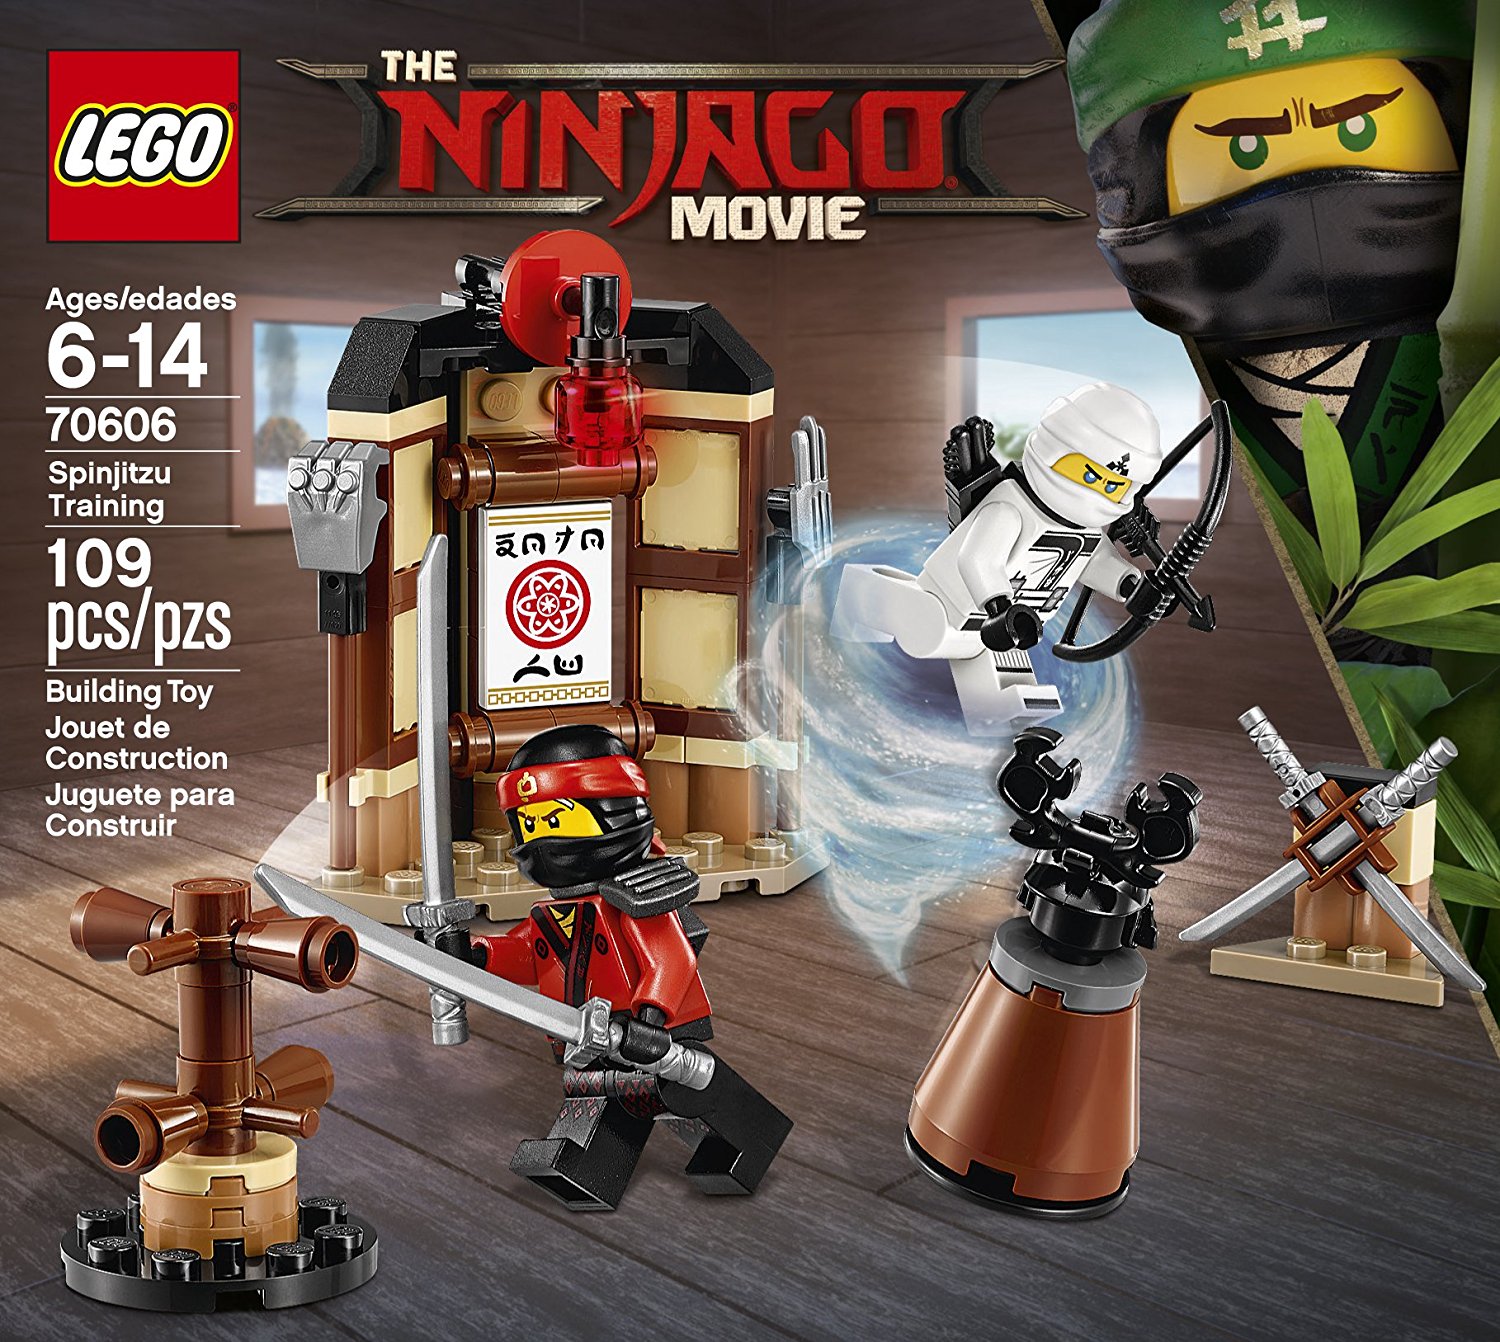 LEGO
THE
NINJAGO
MOVIE
Ages/edades
6-14
70606
Spinjitzu
Training
109
pcs/pzs
Building Toy
Jouet de
Construction
Juguete para
Construir